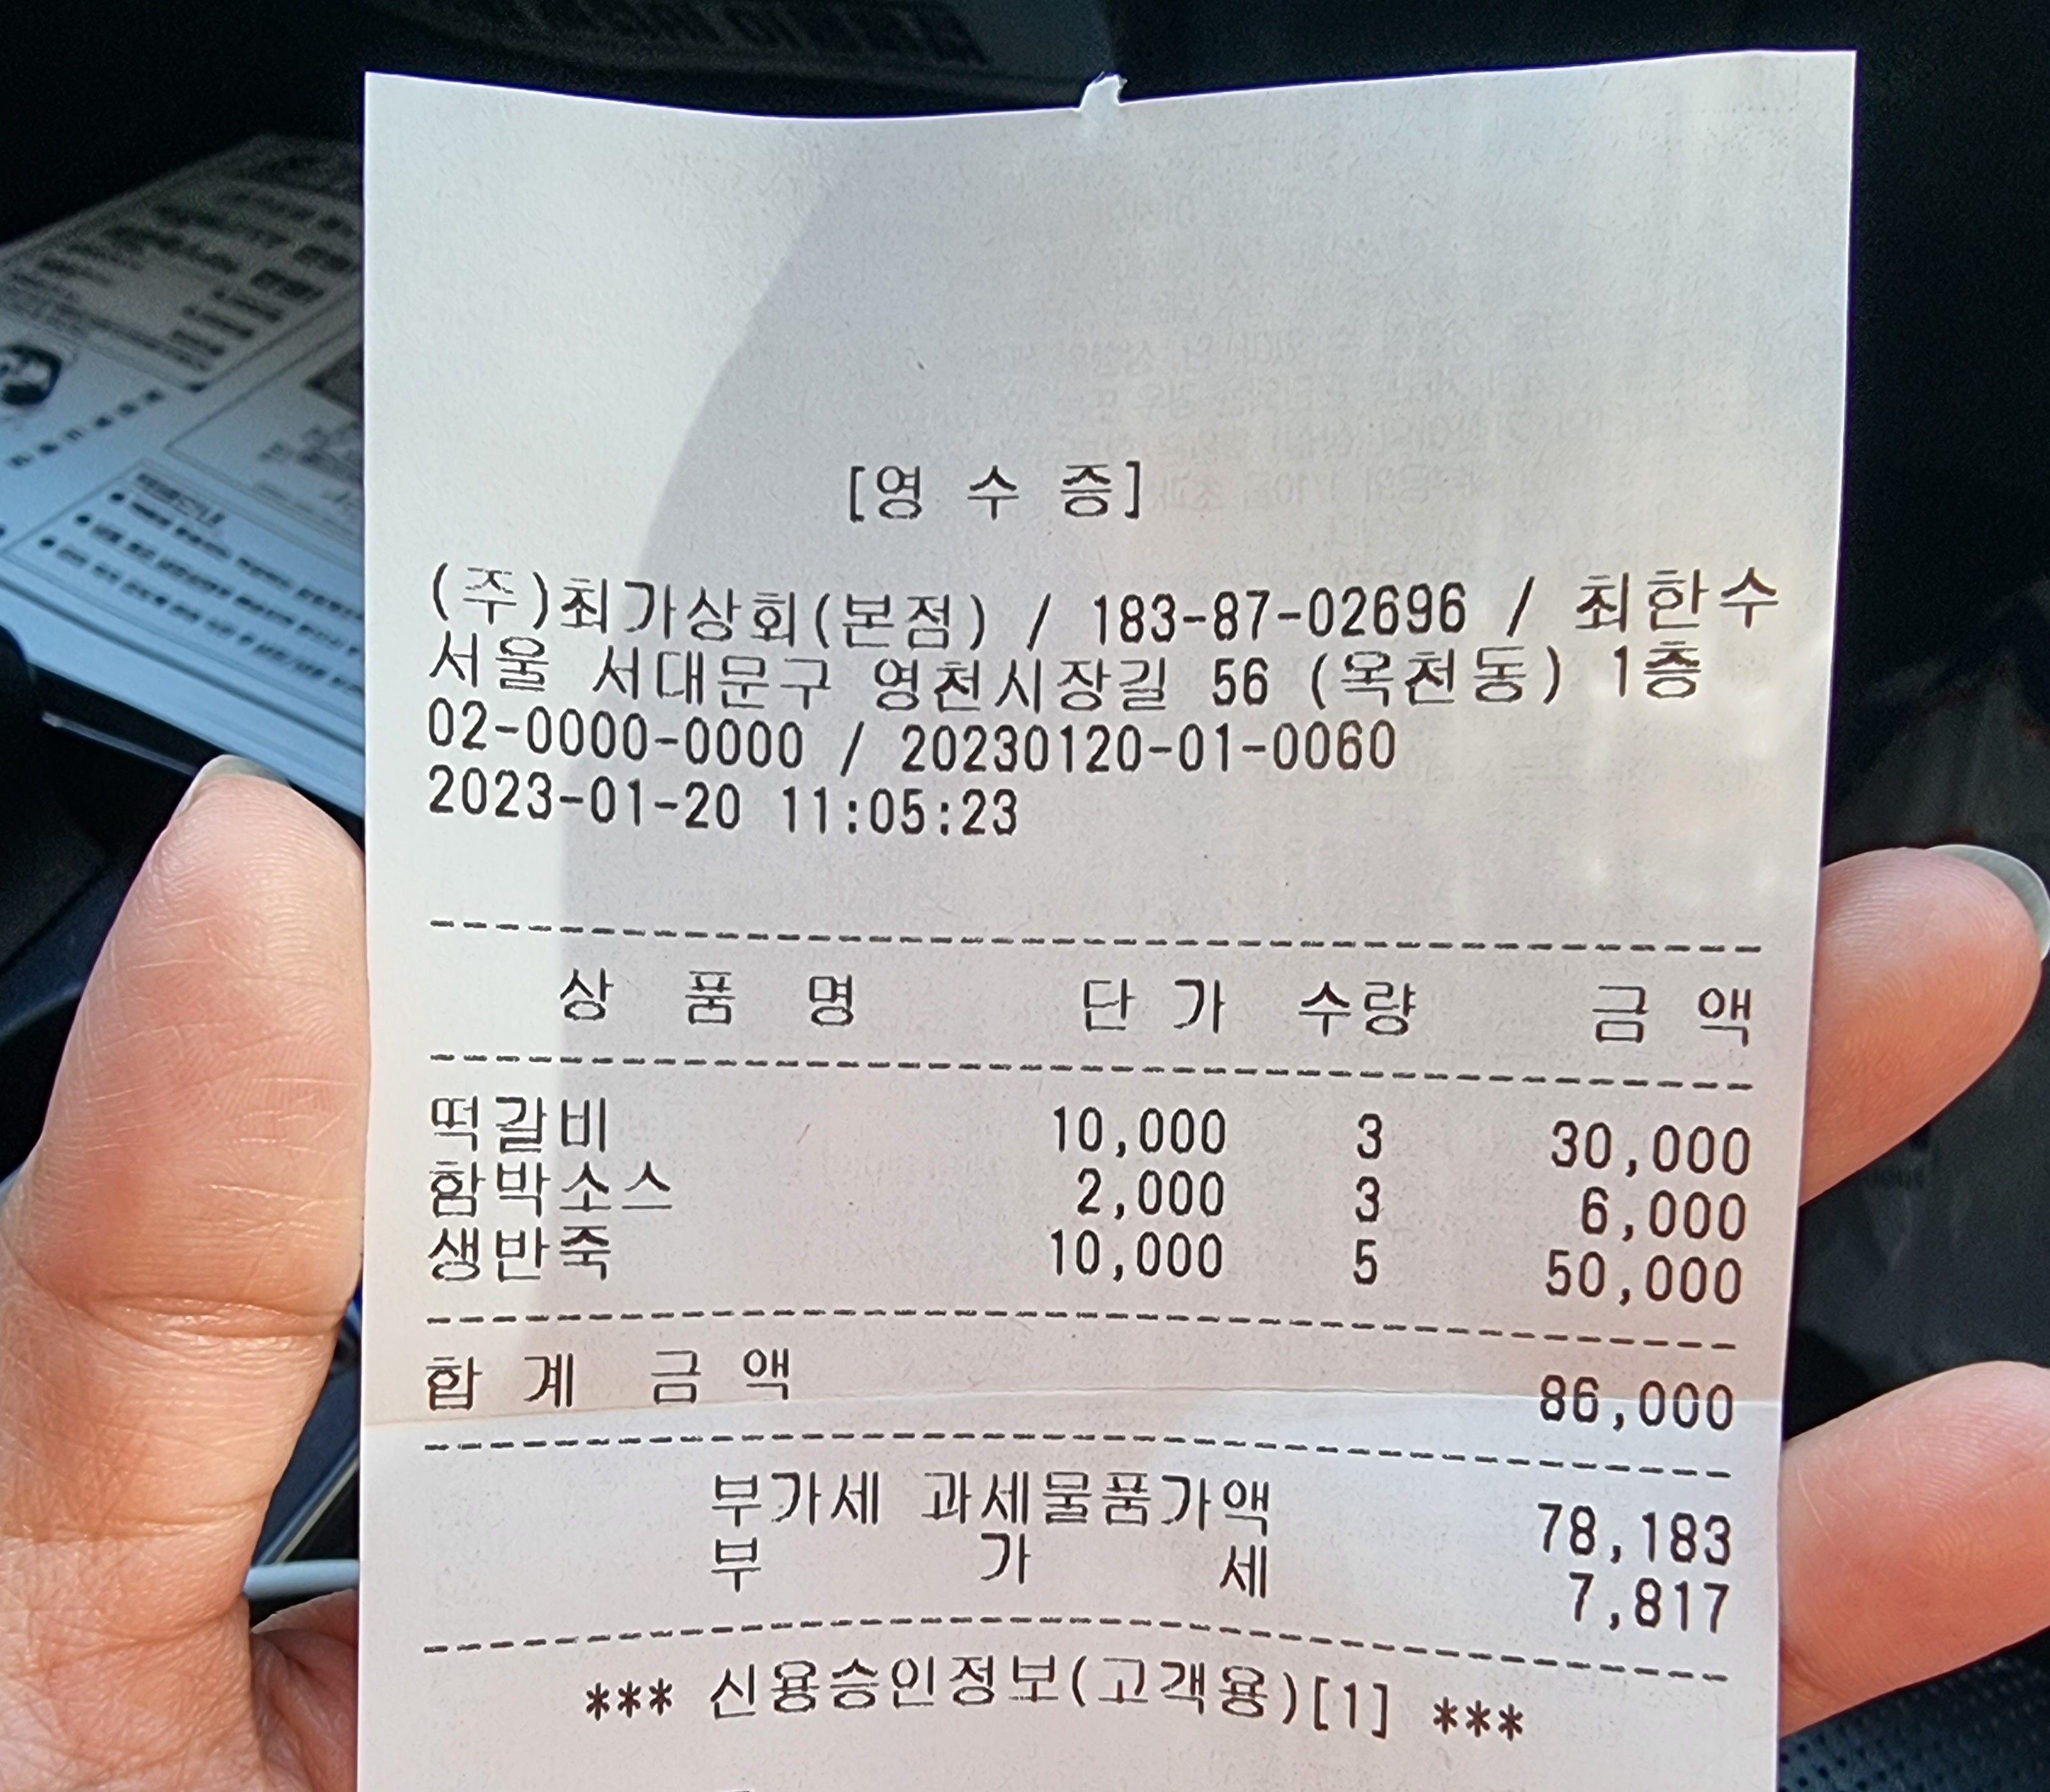 [영 수 증]
(주)최가상회(본점) / 183-87-02696 / 최한수
서울 서대문구 영천시장길 56 (옥천동) 1층
02-0000-0000 / 20230120-01-0060
2023-01-20 11:05:23
상 품 명 단 가 수량 금 액
떡갈비 10,000 3 30,000
함박소스 2,000 3 6,000
생반죽 10,000 5 50,000
합 계 금 액 86,000
부가세 과세물품가액 78,183
부 가 세 7,817
*** 신용승인정보(고객용)[1] ***